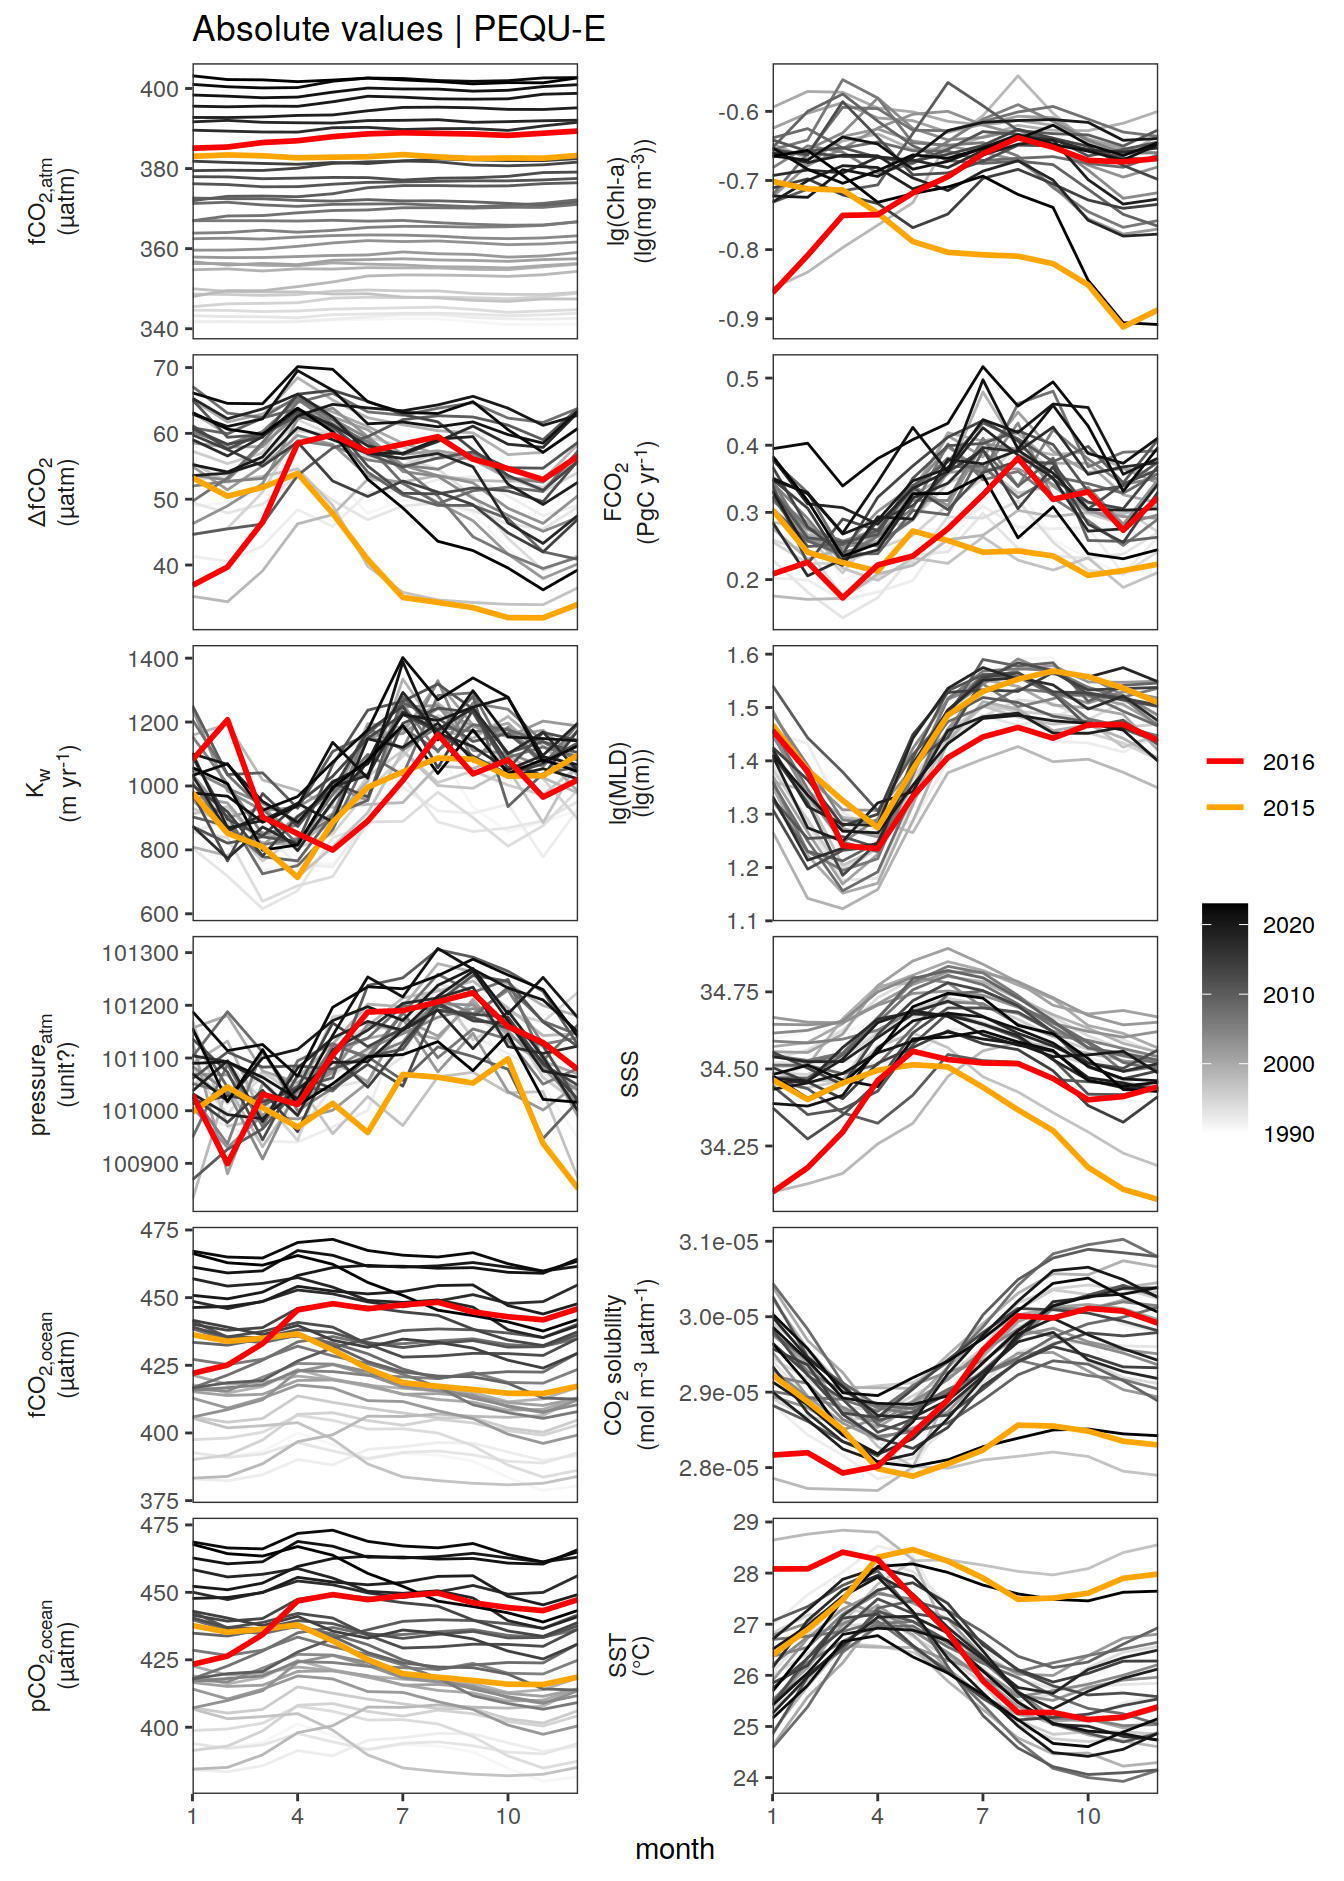 Absolute values | PEQU-E
fCO2,atm
(µatm)
400
380
360
340
lg(Chl-a)
(lg(mg m-3))
-0.6
-0.7
-0.8
-0.9
ΔfCO2
(µatm)
70
60
50
40
FCO2
(PgC yr-1)
0.5
0.4
0.3
0.2
Kw
(m yr-1)
1400
1200
1000
800
600
lg(MLD)
(lg(m))
1.6
1.5
1.4
1.3
1.2
1.1
pressureatm
(unit?)
101300
101200
101100
101000
100900
SSS
34.75
34.50
34.25
fCO2,ocean
(µatm)
475
450
425
400
375
CO2 solubility
(mol m-3 µatm-1)
3.1e-05
3.0e-05
2.9e-05
2.8e-05
pCO2,ocean
(µatm)
475
450
425
400
SST
(°C)
29
28
27
26
25
24
1 4 7 10
1 4 7 10
month
2016
2015
2020
2010
2000
1990